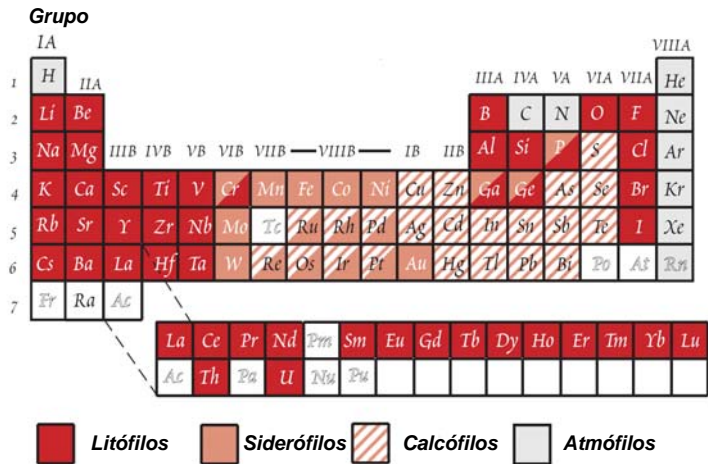 Grupo
IA VIIIA
1 H IIA IIIA IVA VA VIA VIIA He
2 Li Be B C N O F Ne
3 Na Mg IIIB IVB VB VIB VIIB VIIIB IB IIB Al Si P S Cl Ar
4 K Ca Sc Ti V Cr Mn Fe Co Ni Cu Zn Ga Ge As Se Br Kr
5 Rb Sr Y Zr Nb Mo Tc Ru Rh Pd Ag Cd In Sn Sb Te I Xe
6 Cs Ba La Hf Ta W Re Os Ir Pt Au Hg Tl Pb Bi Po At Rn
7 Fr Ra Ac
La Ce Pr Nd Pm Sm Eu Gd Tb Dy Ho Er Tm Yb Lu
Ac Th Pa U Nu Pu
Litófilos Siderófilos Calcófilos Atmófilos